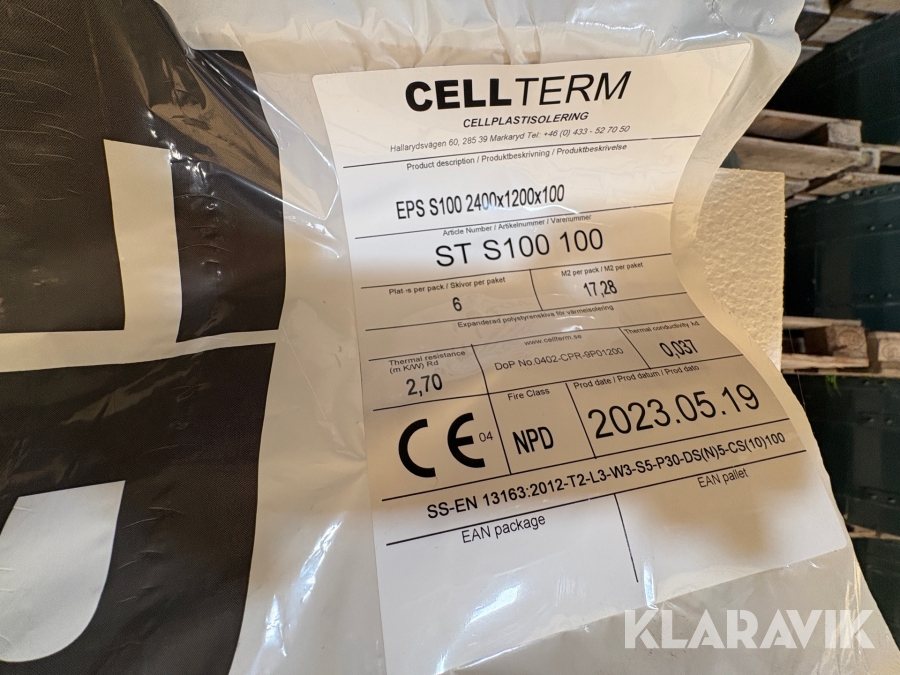 CELLTERM
CELLPLASTISOLERING
Hallarydsvägen 60, 285 39 Markaryd Tel: +46 (0) 433 - 52 70 50
Product description / Produktbeskrivning / Produktbeskrivelse
EPS S100 2400x1200x100
Article Number / Artikelnummer / Varenummer
ST S100 100
Plates per pack / Skivor per paket
M2 per pack / M2 per paket
6
17,28
Expanderad polystyrenskiva för värmeisolering
www.cellterm.se
Thermal resistance
(m K/W) Rd
2,70
DoP No.0402-CPR-9P01200
Thermal conductivity λd
0,037
CE 04
Fire Class
NPD
Prod date / Prod datum / Prod dato
2023.05.19
SS-EN 13163:2012-T2-L3-W3-S5-P30-DS(N)5-CS(10)100
EAN package
EAN pallet
KLARAVIK